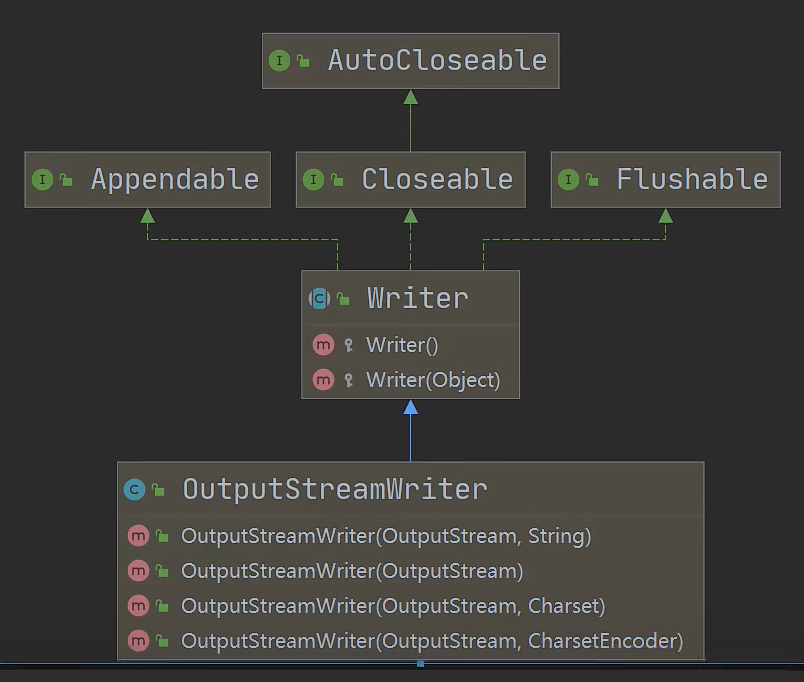 AutoCloseable
Appendable
Closeable
Flushable
Writer
Writer()
Writer(Object)
OutputStreamWriter
OutputStreamWriter(OutputStream, String)
OutputStreamWriter(OutputStream)
OutputStreamWriter(OutputStream, Charset)
OutputStreamWriter(OutputStream, CharsetEncoder)